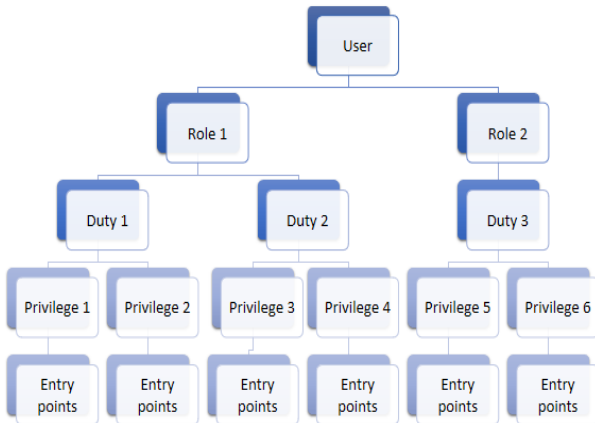 User
Role 1
Role 2
Duty 1
Duty 2
Duty 3
Privilege 1
Privilege 2
Privilege 3
Privilege 4
Privilege 5
Privilege 6
Entry
points
Entry
points
Entry
points
Entry
points
Entry
points
Entry
points